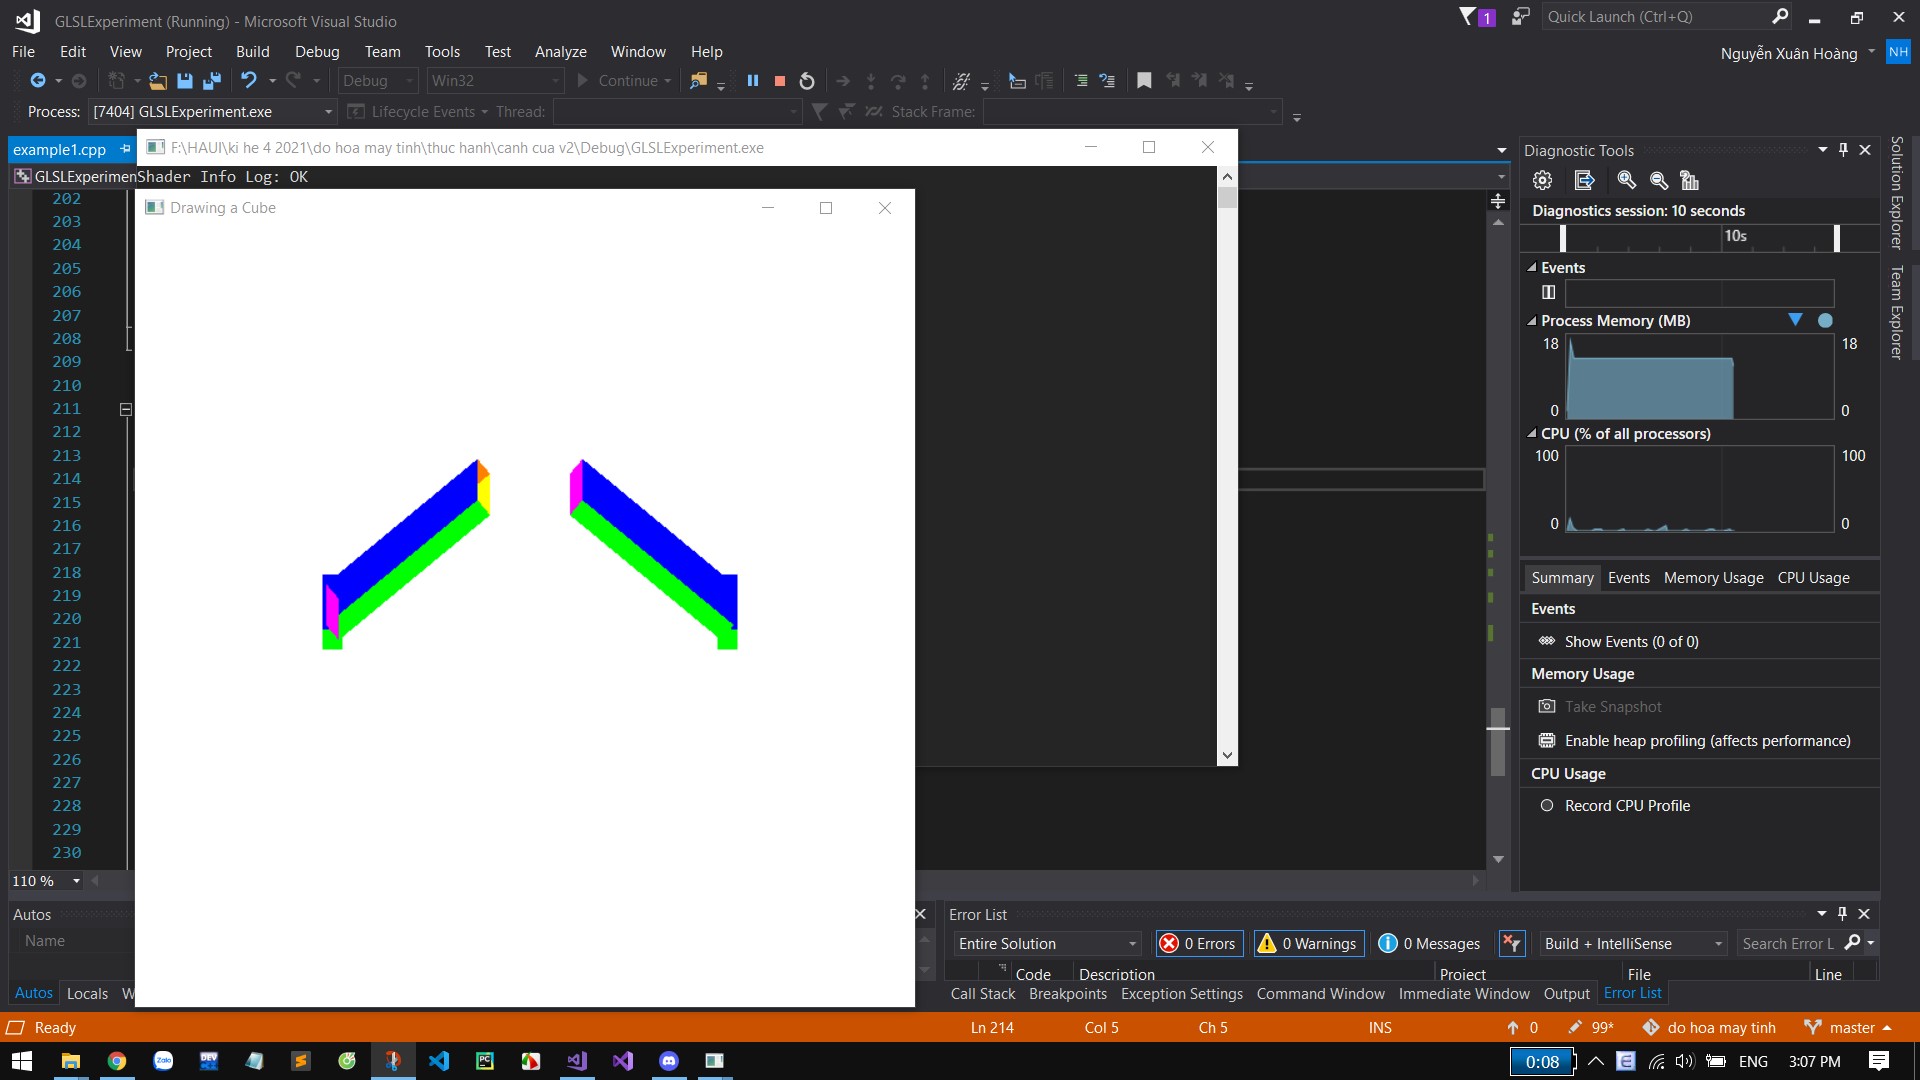 GLSLExperiment (Running) - Microsoft Visual Studio
1
Quick Launch (Ctrl+Q)
File Edit View Project Build Debug Team Tools Test Analyze Window Help
Nguyễn Xuân Hoàng
NH
Debug Win32 Continue
Process: [7404] GLSLExperiment.exe Lifecycle Events Thread: Stack Frame:
example1.cpp
F:\HAUI\ki he 4 2021\do hoa may tinh\thuc hanh\canh cua v2\Debug\GLSLExperiment.exe
GLSLExperimen
Shader Info Log: OK
Drawing a Cube
202
203
204
205
206
207
208
209
210
211
212
213
214
215
216
217
218
219
220
221
222
223
224
225
226
227
228
229
230
110 %
Diagnostic Tools
Diagnostics session: 10 seconds
10s
Events
Process Memory (MB)
18 18
0 0
CPU (% of all processors)
100 100
0 0
Summary Events Memory Usage CPU Usage
Events
Show Events (0 of 0)
Memory Usage
Take Snapshot
Enable heap profiling (affects performance)
CPU Usage
Record CPU Profile
Solution Explorer
Team Explorer
Autos
Name
Autos Locals W
Error List
Entire Solution 0 Errors 0 Warnings 0 Messages Build + IntelliSense Search Error L
Code Description Project File Line
Call Stack Breakpoints Exception Settings Command Window Immediate Window Output Error List
Ready Ln 214 Col 5 Ch 5 INS 0 99* do hoa may tinh master
Zalo
DEV
PC
0:08 ENG 3:07 PM